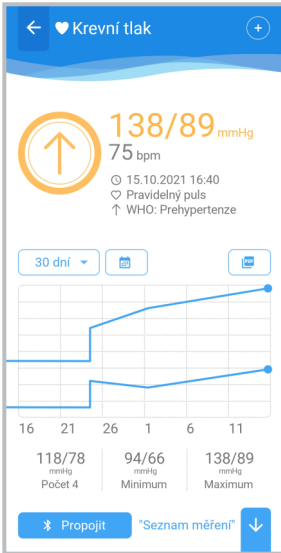 Krevní tlak
138/89 mmHg
75 bpm
15.10.2021 16:40
Pravidelný puls
WHO: Prehypertenze
30 dní
PDF
16 21 26 1 6 11
118/78 94/66 138/89
mmHg mmHg mmHg
Počet 4 Minimum Maximum
Propojit "Seznam měření"